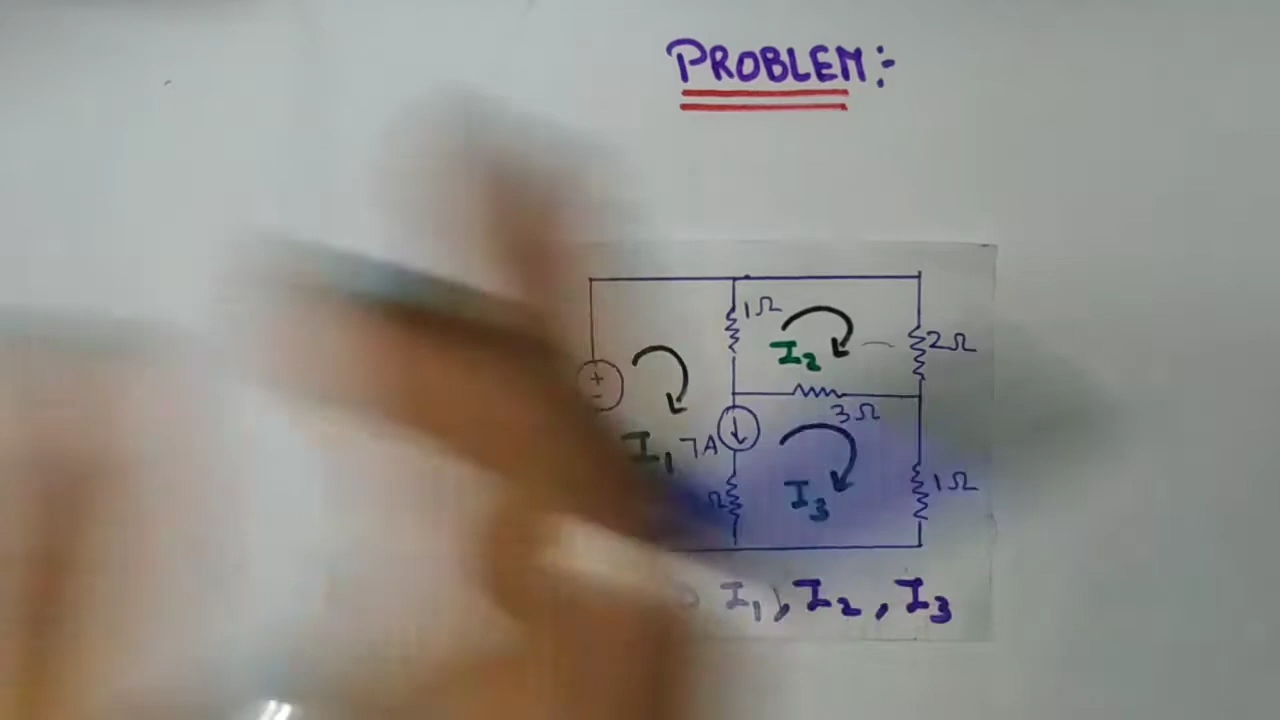 PROBLEM:-
1Ω
I2
2Ω
+
-
3Ω
I1
7A
I3
Ω
1Ω
I1, I2, I3